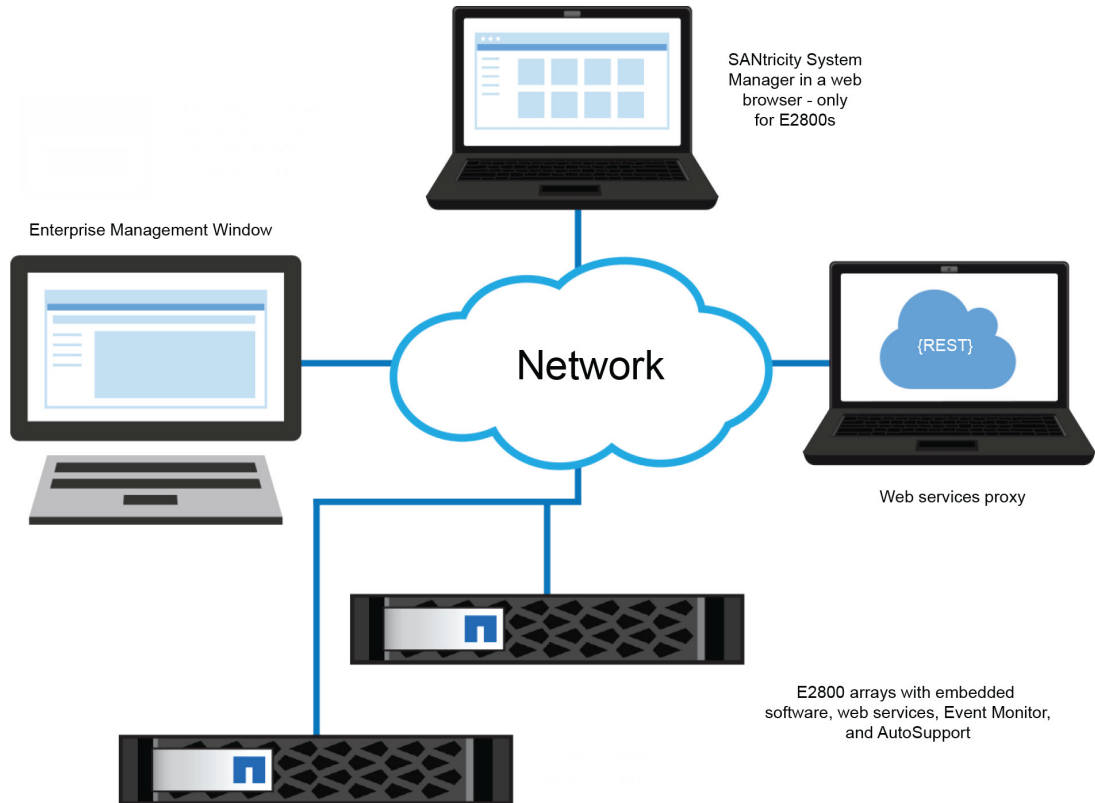 SANtricity System
Manager in a web
browser - only
for E2800s
Enterprise Management Window
Network
{REST}
Web services proxy
E2800 arrays with embedded
software, web services, Event Monitor,
and AutoSupport